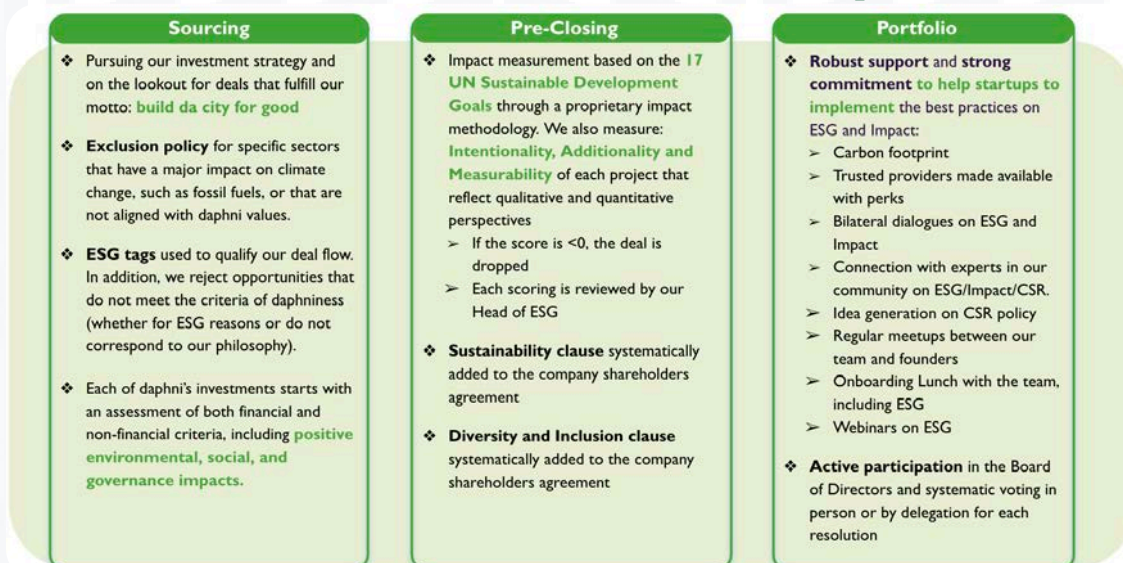 Sourcing
❖ Pursuing our investment strategy and
on the lookout for deals that fulfill our
motto: build da city for good
❖ Exclusion policy for specific sectors
that have a major impact on climate
change, such as fossil fuels, or that are
not aligned with daphni values.
❖ ESG tags used to qualify our deal flow.
In addition, we reject opportunities that
do not meet the criteria of daphniness
(whether for ESG reasons or do not
correspond to our philosophy).
❖ Each of daphni's investments starts with
an assessment of both financial and
non-financial criteria, including positive
environmental, social, and
governance impacts.
Pre-Closing
❖ Impact measurement based on the 17
UN Sustainable Development
Goals through a proprietary impact
methodology. We also measure:
Intentionality, Additionality and
Measurability of each project that
reflect qualitative and quantitative
perspectives
➢ If the score is <0, the deal is
dropped
➢ Each scoring is reviewed by our
Head of ESG
❖ Sustainability clause systematically
added to the company shareholders
agreement
❖ Diversity and Inclusion clause
systematically added to the company
shareholders agreement
Portfolio
❖ Robust support and strong
commitment to help startups to
implement the best practices on
ESG and Impact:
➢ Carbon footprint
➢ Trusted providers made available
with perks
➢ Bilateral dialogues on ESG and
Impact
➢ Connection with experts in our
community on ESG/Impact/CSR.
➢ Idea generation on CSR policy
➢ Regular meetups between our
team and founders
➢ Onboarding Lunch with the team,
including ESG
➢ Webinars on ESG
❖ Active participation in the Board
of Directors and systematic voting in
person or by delegation for each
resolution